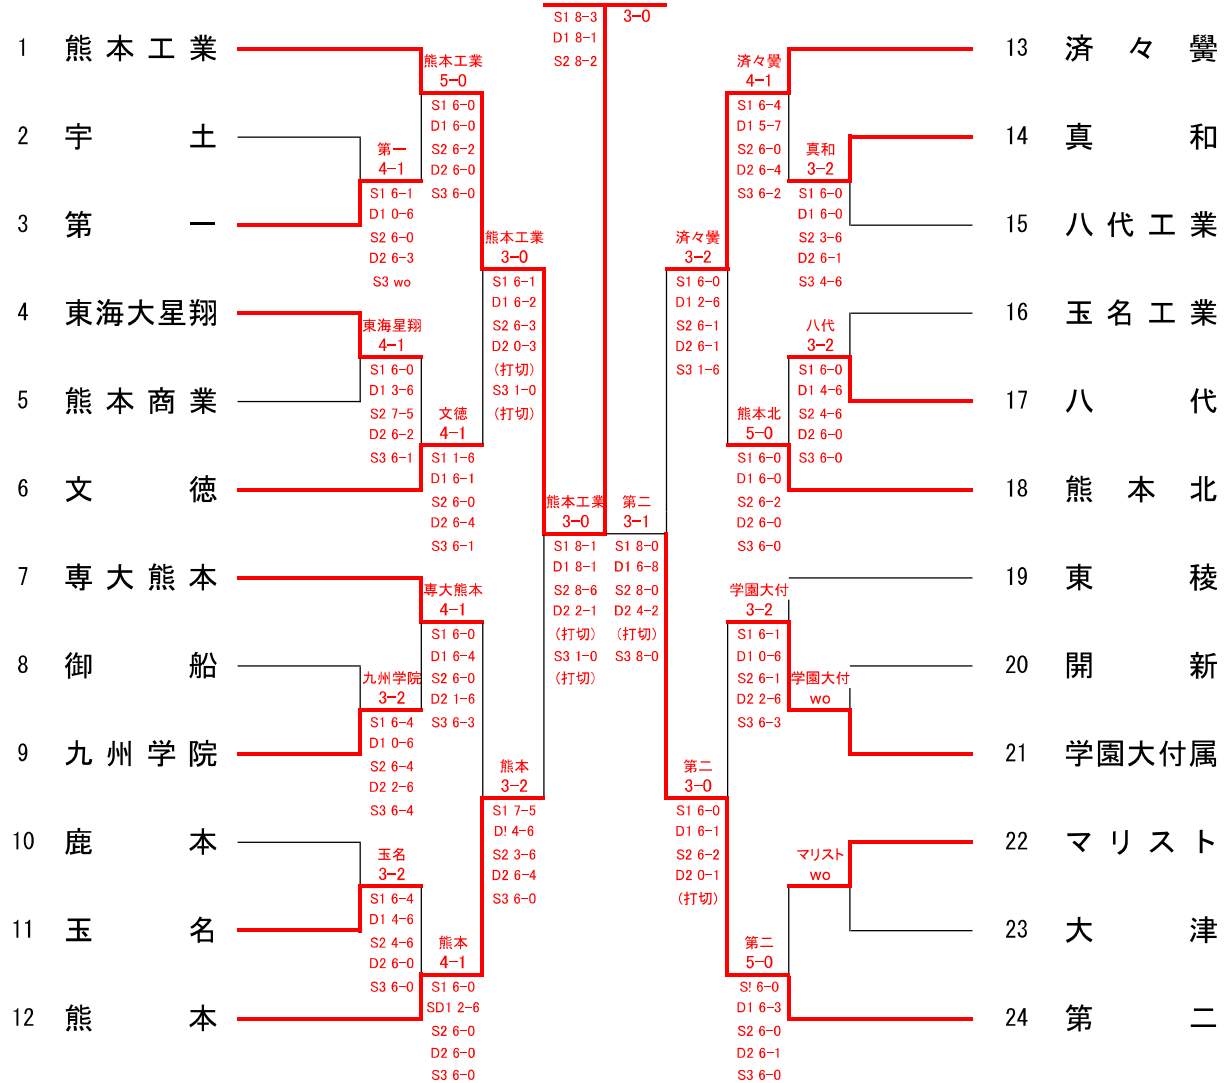 S1 8-3
3-0
D1 8-1
S2 8-2
1 熊本工業
熊本工業
5-0
S1 6-0
D1 6-0
S2 6-2
D2 6-0
S3 6-0
2 宇土
第一
4-1
S1 6-1
D1 0-6
S2 6-0
D2 6-3
S3 wo
3 第一
熊本工業
3-0
S1 6-1
D1 6-2
S2 6-3
D2 0-3
(打切)
S3 1-0
(打切)
4 東海大星翔
東海星翔
4-1
S1 6-0
D1 3-6
S2 7-5
D2 6-2
S3 6-1
5 熊本商業
文徳
4-1
S1 1-6
D1 6-1
S2 6-0
D2 6-4
S3 6-1
6 文徳
熊本工業
3-0
S1 8-1
D1 8-1
S2 8-6
D2 2-1
(打切)
S3 1-0
(打切)
7 専大熊本
専大熊本
4-1
S1 6-0
D1 6-4
S2 6-0
D2 1-6
S3 6-3
8 御船
九州学院
3-2
S1 6-4
D1 0-6
S2 6-4
D2 2-6
S3 6-4
9 九州学院
熊本
3-2
S1 7-5
D! 4-6
S2 3-6
D2 6-4
S3 6-0
10 鹿本
玉名
3-2
S1 6-4
D1 4-6
S2 4-6
D2 6-0
S3 6-0
11 玉名
熊本
4-1
S1 6-0
SD1 2-6
S2 6-0
D2 6-0
S3 6-0
12 熊本
13 済々黌
済々黌
4-1
S1 6-4
D1 5-7
S2 6-0
D2 6-4
S3 6-2
14 真和
真和
3-2
S1 6-0
D1 6-0
S2 3-6
D2 6-1
S3 4-6
15 八代工業
済々黌
3-2
S1 6-0
D1 2-6
S2 6-1
D2 6-1
S3 1-6
16 玉名工業
八代
3-2
S1 6-0
D1 4-6
S2 4-6
D2 6-0
S3 6-0
17 八代
熊本北
5-0
S1 6-0
D1 6-0
S2 6-2
D2 6-0
S3 6-0
18 熊本北
第二
3-1
S1 8-0
D1 6-8
S2 8-0
D2 4-2
(打切)
S3 8-0
19 東稜
学園大付
3-2
S1 6-1
D1 0-6
S2 6-1
D2 2-6
S3 6-3
20 開新
学園大付
wo
21 学園大付属
第二
3-0
S1 6-0
D1 6-1
S2 6-2
D2 0-1
(打切)
22 マリスト
マリスト
wo
23 大津
第二
5-0
S! 6-0
D1 6-3
S2 6-0
D2 6-1
S3 6-0
24 第二